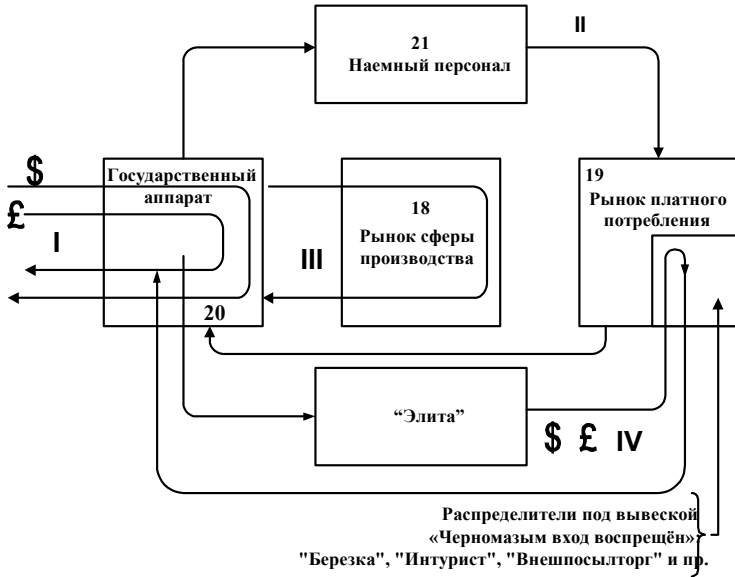 21
Наемный персонал
II
$
£
I
Государственный
аппарат
20
III
18
Рынок сферы
производства
19
Рынок платного
потребления
“Элита”
$ £ IV
Распределители под вывеской
«Черномазым вход воспрещён»
"Березка", "Интурист", "Внешпосылторг" и пр.